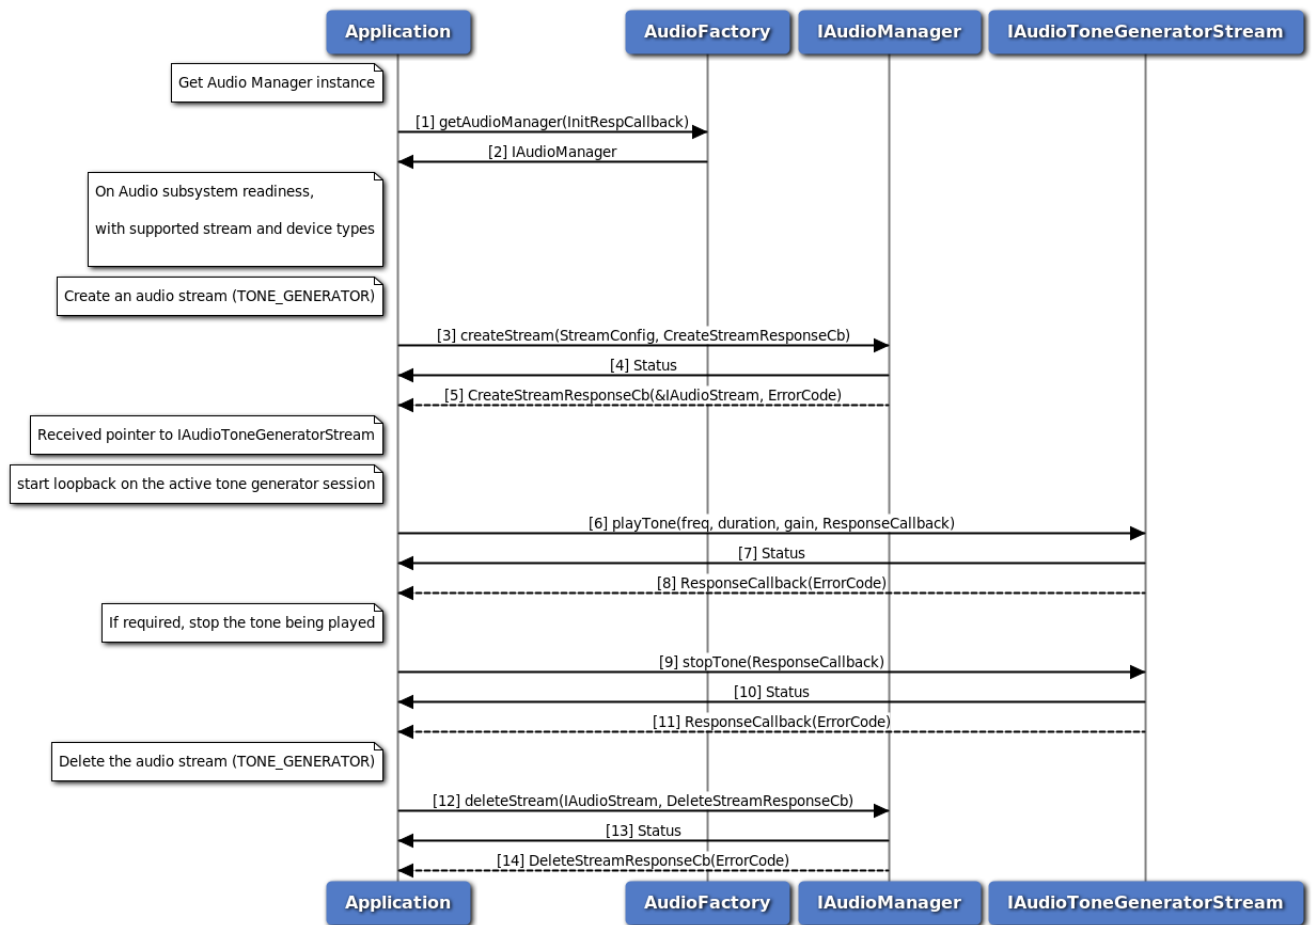 Application
AudioFactory
IAudioManager
IAudioToneGeneratorStream
Get Audio Manager instance
[1] getAudioManager(InitRespCallback)
[2] IAudioManager
On Audio subsystem readiness,
with supported stream and device types
Create an audio stream (TONE_GENERATOR)
[3] createStream(StreamConfig, CreateStreamResponseCb)
[4] Status
[5] CreateStreamResponseCb(&IAudioStream, ErrorCode)
Received pointer to IAudioToneGeneratorStream
start loopback on the active tone generator session
[6] playTone(freq, duration, gain, ResponseCallback)
[7] Status
[8] ResponseCallback(ErrorCode)
If required, stop the tone being played
[9] stopTone(ResponseCallback)
[10] Status
[11] ResponseCallback(ErrorCode)
Delete the audio stream (TONE_GENERATOR)
[12] deleteStream(IAudioStream, DeleteStreamResponseCb)
[13] Status
[14] DeleteStreamResponseCb(ErrorCode)
Application
AudioFactory
IAudioManager
IAudioToneGeneratorStream